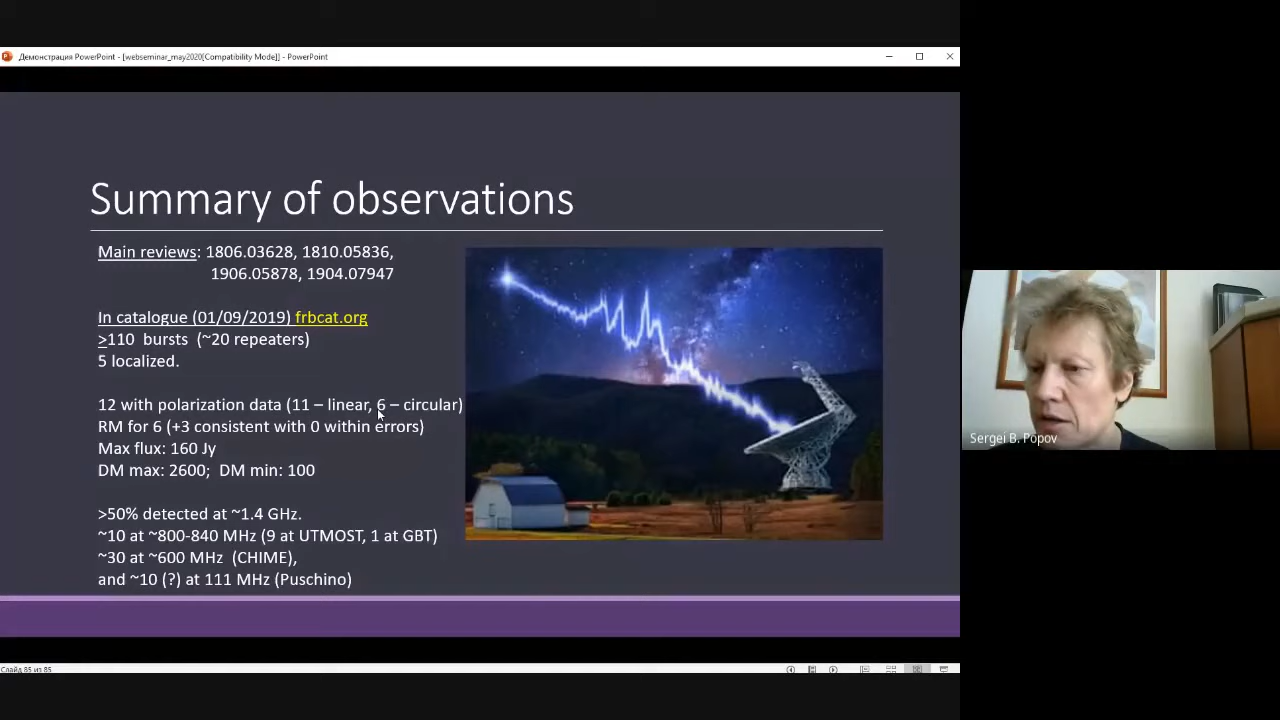 Демонстрация PowerPoint - [webseminar_may2020[Compatibility Mode]] - PowerPoint
Summary of observations
Main reviews: 1806.03628, 1810.05836,
1906.05878, 1904.07947
In catalogue (01/09/2019) frbcat.org
>110 bursts (~20 repeaters)
5 localized.
12 with polarization data (11 – linear, 6 – circular)
RM for 6 (+3 consistent with 0 within errors)
Max flux: 160 Jy
DM max: 2600; DM min: 100
>50% detected at ~1.4 GHz.
~10 at ~800-840 MHz (9 at UTMOST, 1 at GBT)
~30 at ~600 MHz (CHIME),
and ~10 (?) at 111 MHz (Puschino)
Sergei B. Popov
Слайд 85 из 85